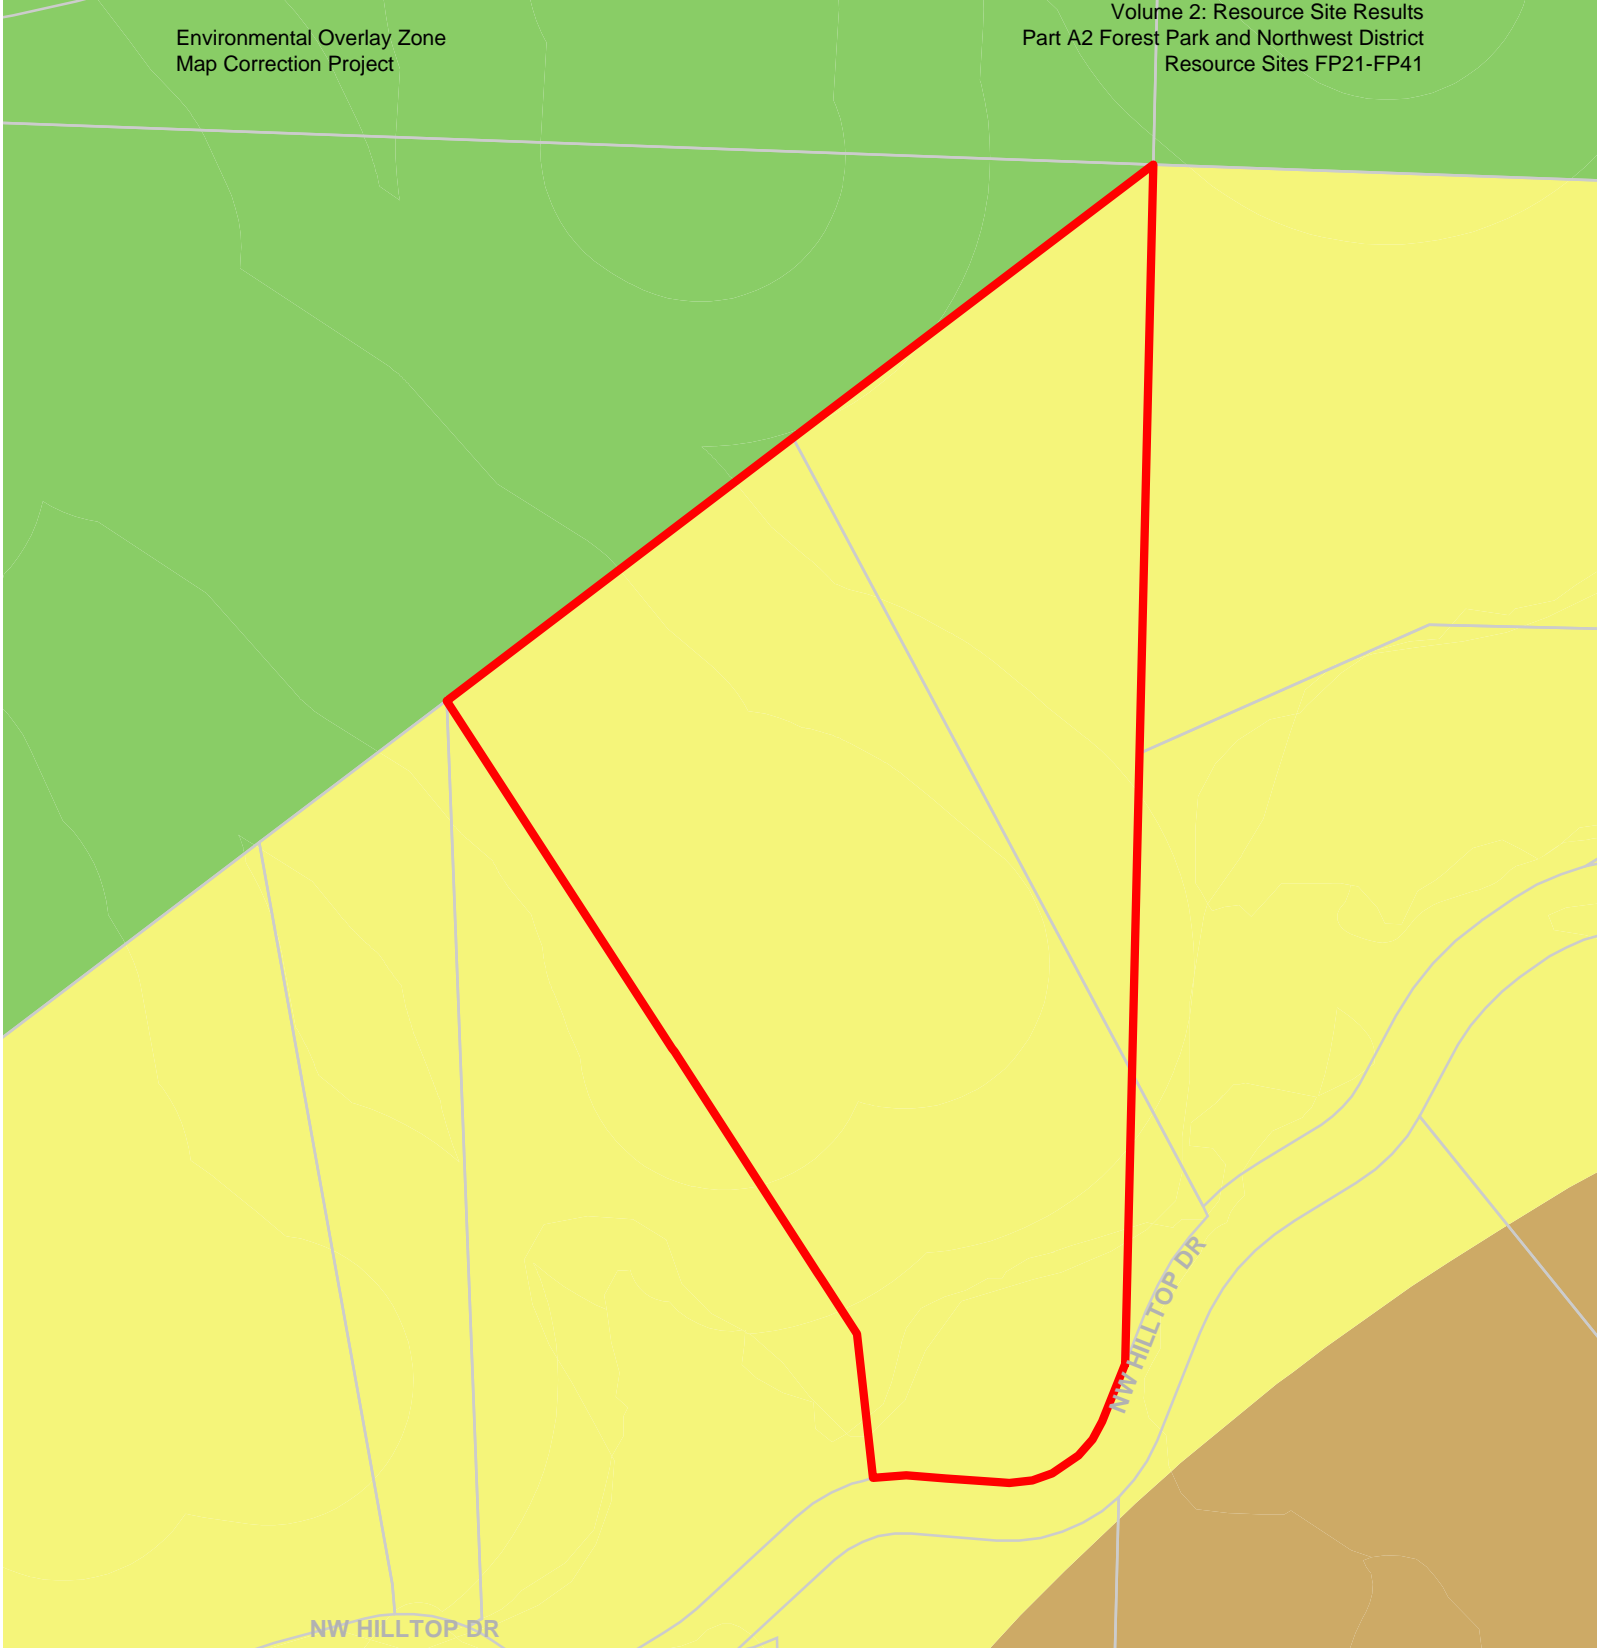 Environmental Overlay Zone
Map Correction Project
Volume 2: Resource Site Results
Part A2 Forest Park and Northwest District
Resource Sites FP21-FP41
NW HILLTOP DR
NW HILLTOP DR